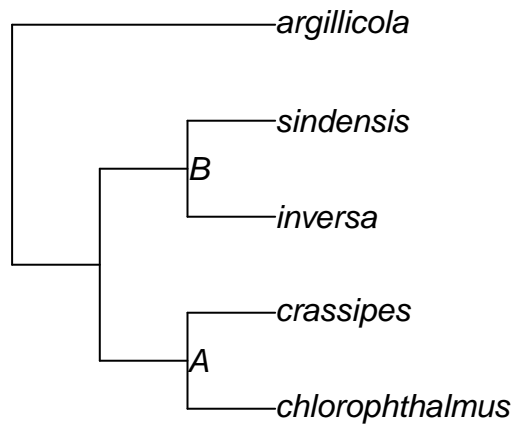 argillicola
sindensis
B
inversa
crassipes
A
chlorophthalmus